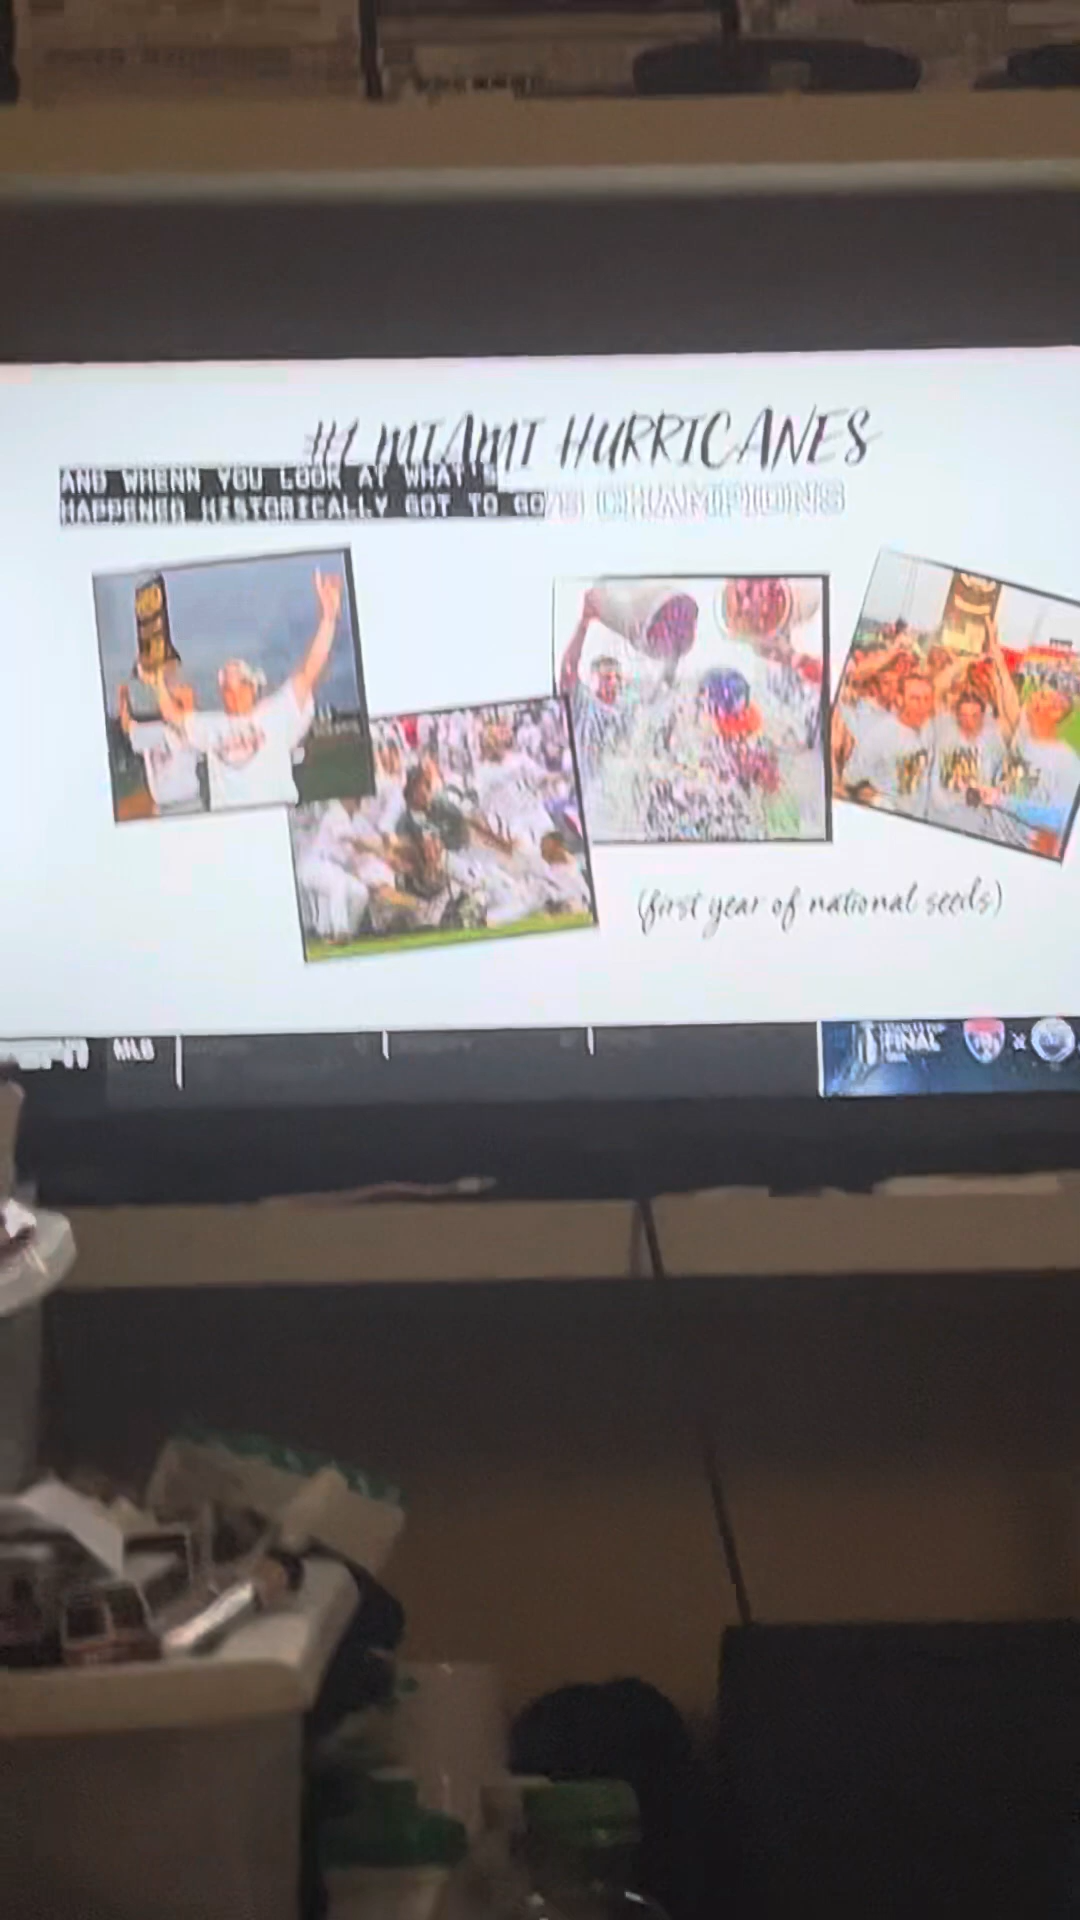 #1 MIAMI HURRICANES
AND WHENN YOU LOOK AT WHAT'S
HAPPENED HISTORICALLY GOT TO GO
CHAMPIONS
(first year of national seeds)
MLB
FINAL